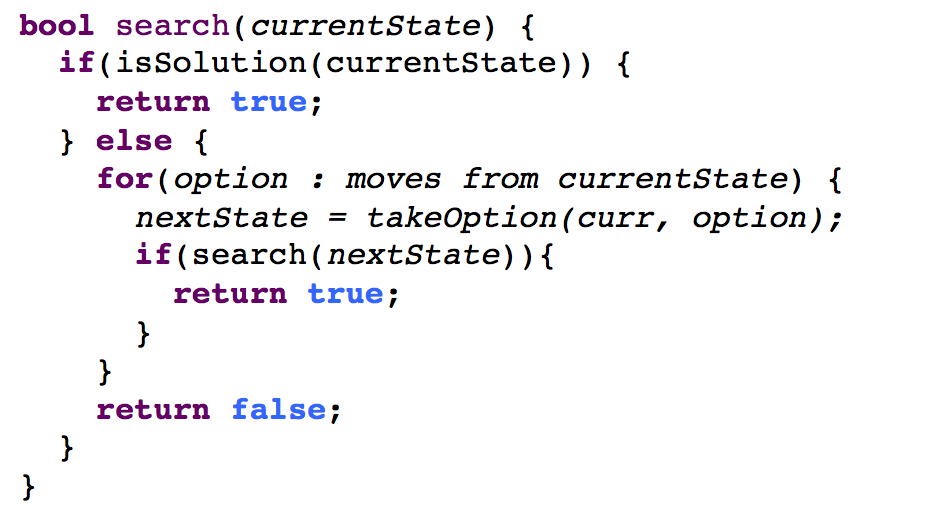 bool search(currentState) {
if(isSolution(currentState)) {
return true;
} else {
for(option : moves from currentState) {
nextState = takeOption(curr, option);
if(search(nextState)){
return true;
}
}
return false;
}
}